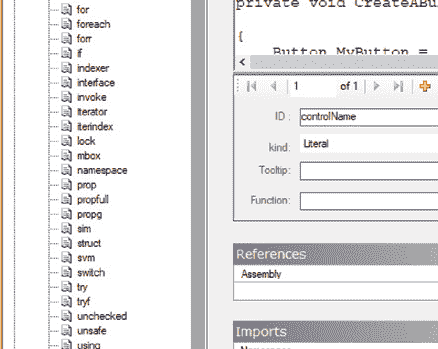 for
foreach
forr
if
indexer
interface
invoke
iterator
iterindex
lock
mbox
namespace
prop
propfull
propg
sim
struct
svm
switch
try
tryf
unchecked
unsafe
using
private void CreateABu
{
Button MyButton =
1 of 1
ID : controlName
kind: Literal
Tooltip:
Function:
References
Assembly
Imports